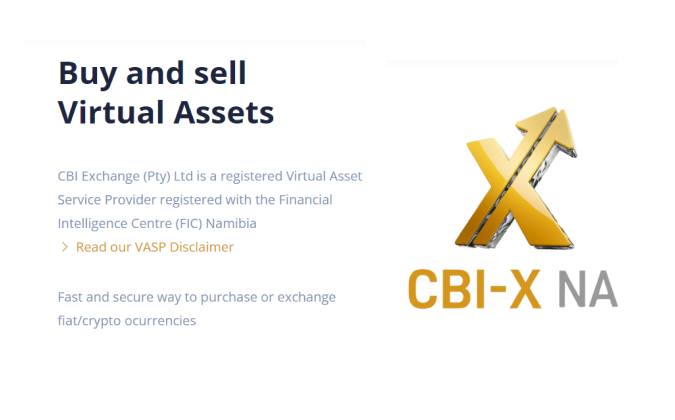 Buy and sell
Virtual Assets
CBI Exchange (Pty) Ltd is a registered Virtual Asset
Service Provider registered with the Financial
Intelligence Centre (FIC) Namibia
Read our VASP Disclaimer
Fast and secure way to purchase or exchange
fiat/crypto ocurrencies
CBI-X NA